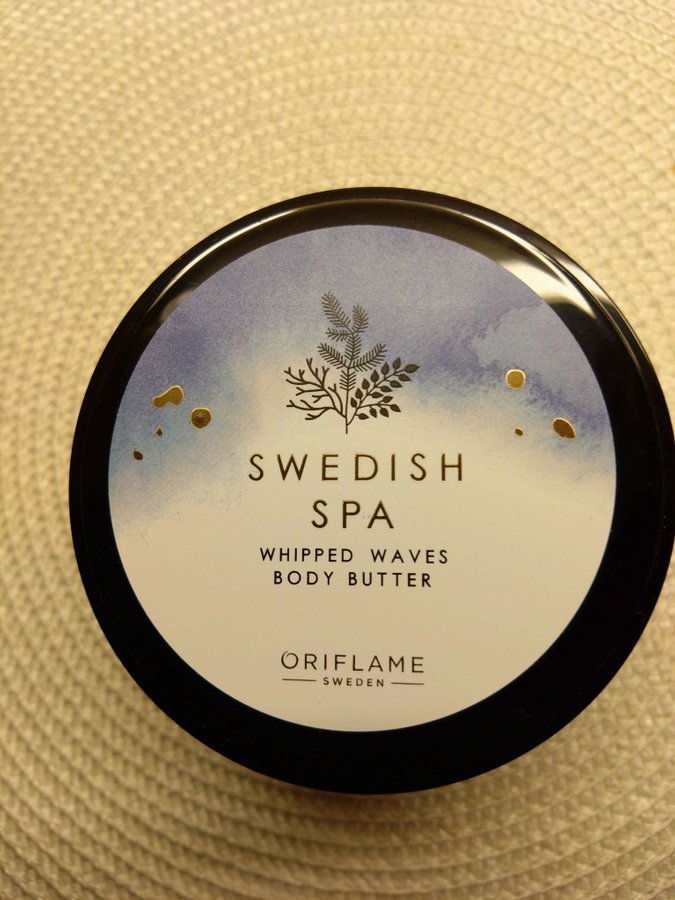 SWEDISH
SPA
WHIPPED WAVES
BODY BUTTER
ORIFLAME
SWEDEN